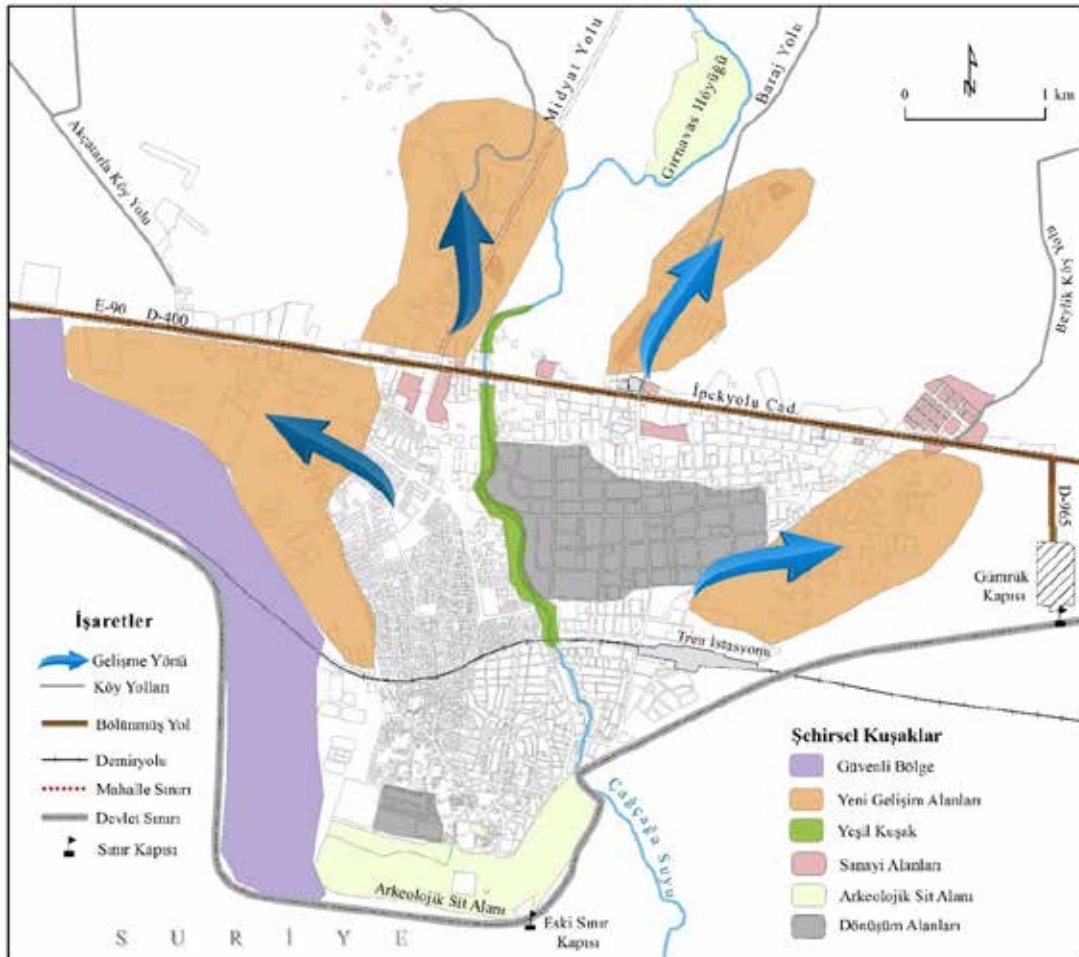 Midyat Yolu
Baraj Yolu
Gırnavas Höyüğü
N
0 1 km
Akçatarla Köy Yolu
Beylik Köy Yolu
E-90 D-400
İpekyolu Cad.
D-965
Gümrük
Kapısı
Tren İstasyonu
İşaretler
Gelişme Yönü
Köy Yolları
Bölünmüş Yol
Demiryolu
Mahalle Sınırı
Devlet Sınırı
Sınır Kapısı
Şehirsel Kuşaklar
Güvenli Bölge
Yeni Gelişim Alanları
Yeşil Kuşak
Sanayi Alanları
Arkeolojik Sit Alanı
Dönüşüm Alanları
Çağçağa Suyu
Arkeolojik Sit Alanı
Eski Sınır
Kapısı
SURİYE